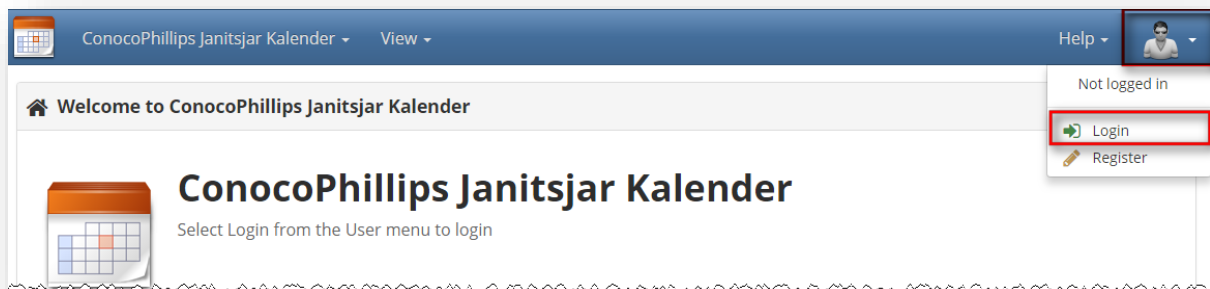 ConocoPhillips Janitsjar Kalender View Help
Not logged in
Welcome to ConocoPhillips Janitsjar Kalender
Login
Register
ConocoPhillips Janitsjar Kalender
Select Login from the User menu to login